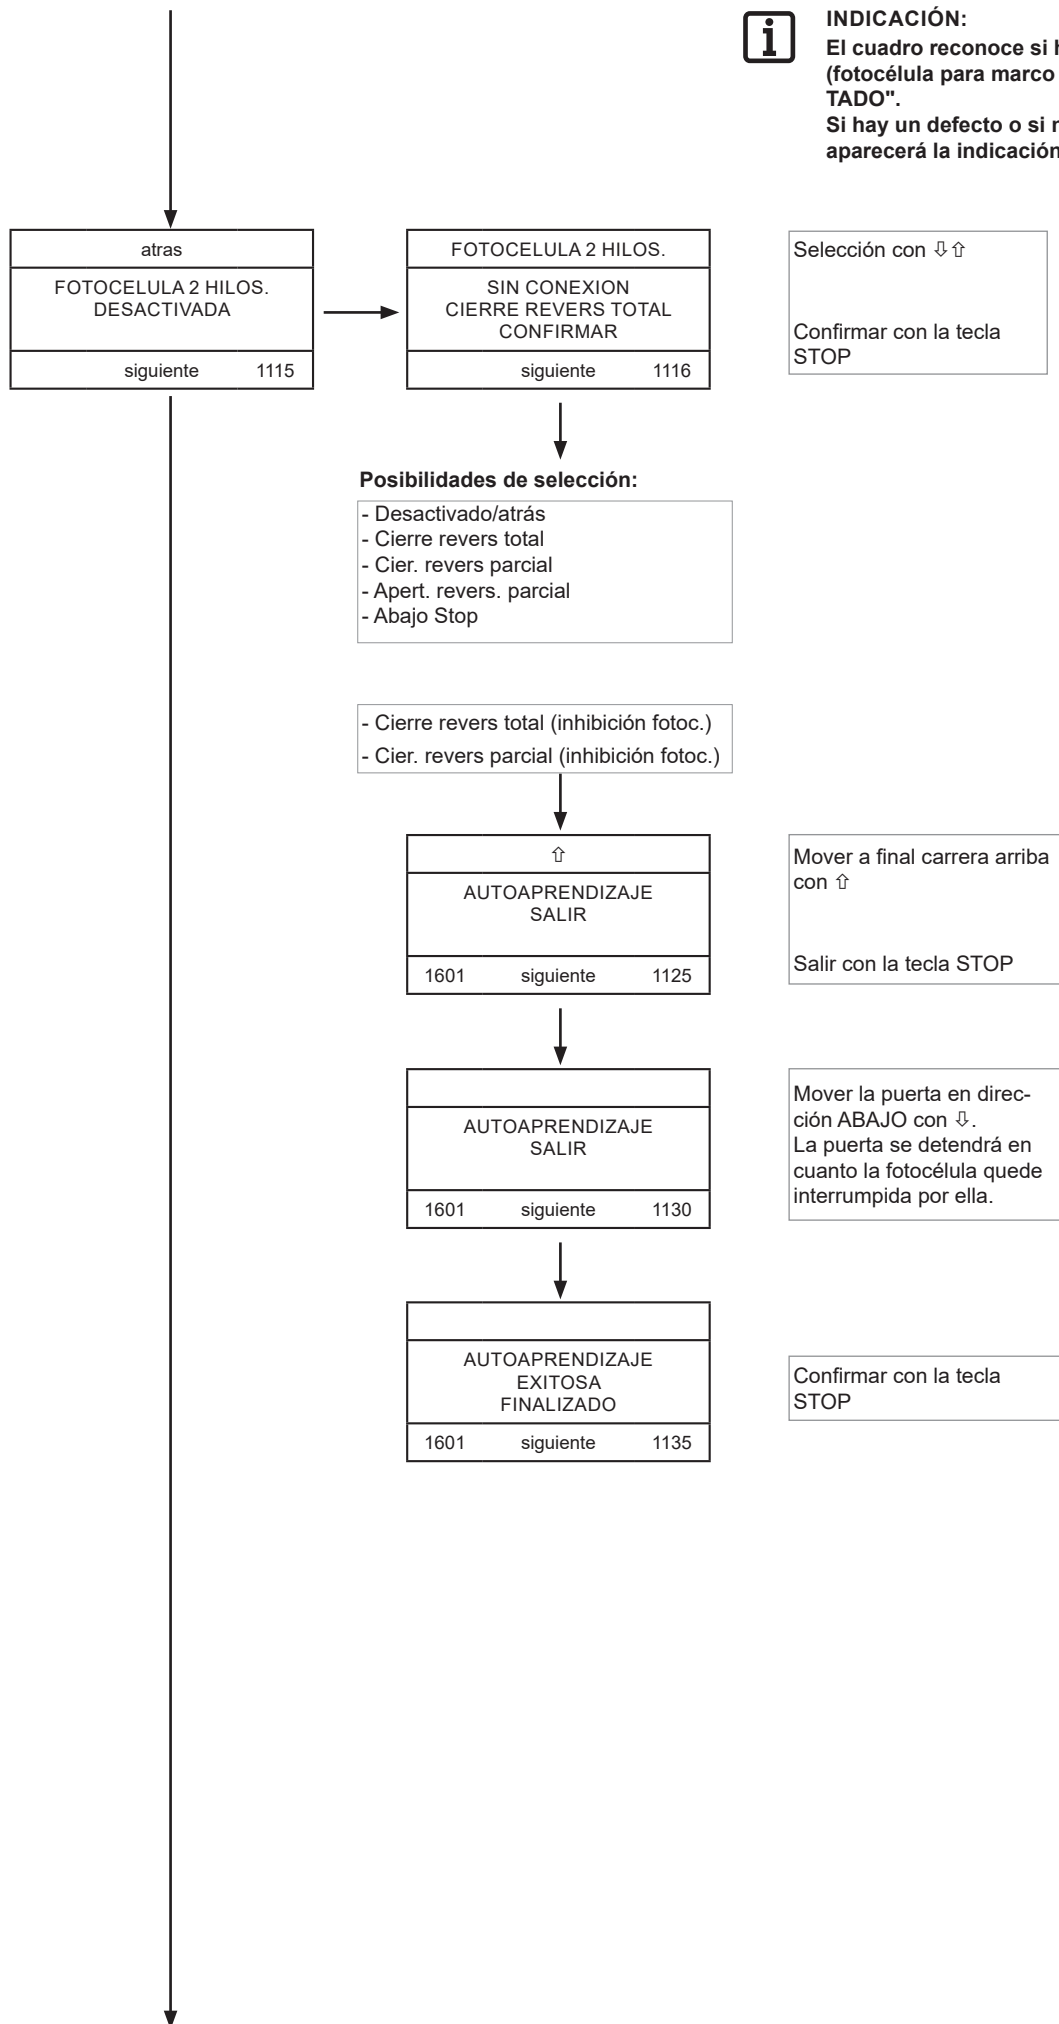 INDICACIÓN:
El cuadro reconoce si
(fotocélula para marco
TADO".
Si hay un defecto o si
aparecerá la indicación
atras
FOTOCELULA 2 HILOS.
DESACTIVADA
siguiente 1115
FOTOCELULA 2 HILOS.
SIN CONEXION
CIERRE REVERS TOTAL
CONFIRMAR
siguiente 1116
Selección con ⇩⇧
Confirmar con la tecla
STOP
Posibilidades de selección:
- Desactivado/atrás
- Cierre revers total
- Cier. revers parcial
- Apert. revers. parcial
- Abajo Stop
- Cierre revers total (inhibición fotoc.)
- Cier. revers parcial (inhibición fotoc.)
⇧
AUTOAPRENDIZAJE
SALIR
1601 siguiente 1125
Mover a final carrera arriba
con ⇧
Salir con la tecla STOP
AUTOAPRENDIZAJE
SALIR
1601 siguiente 1130
Mover la puerta en direc-
ción ABAJO con ⇩.
La puerta se detendrá en
cuanto la fotocélula quede
interrumpida por ella.
AUTOAPRENDIZAJE
EXITOSA
FINALIZADO
1601 siguiente 1135
Confirmar con la tecla
STOP